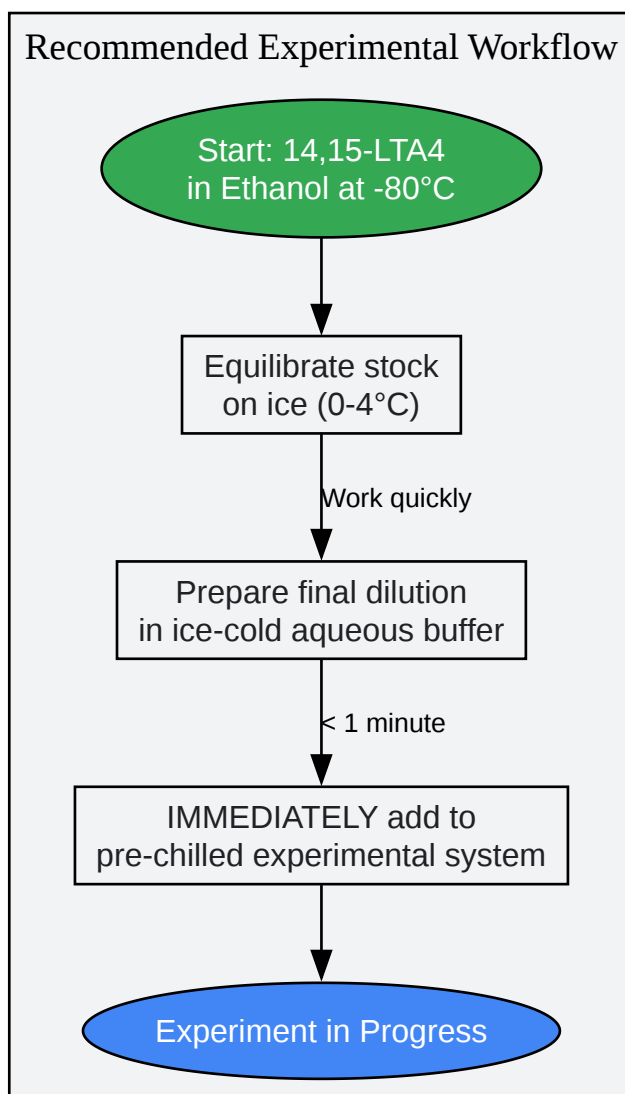 Recommended Experimental Workflow
Start: 14,15-LTA4
in Ethanol at -80°C
Equilibrate stock
on ice (0-4°C)
Work quickly
Prepare final dilution
in ice-cold aqueous buffer
< 1 minute
IMMEDIATELY add to
pre-chilled experimental system
Experiment in Progress